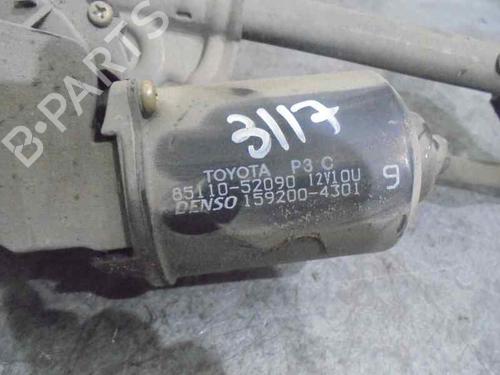 B-PARTS
3117
TOYOTA P3 C
85110-52090 12V10U
DENSO 159200-4301 9